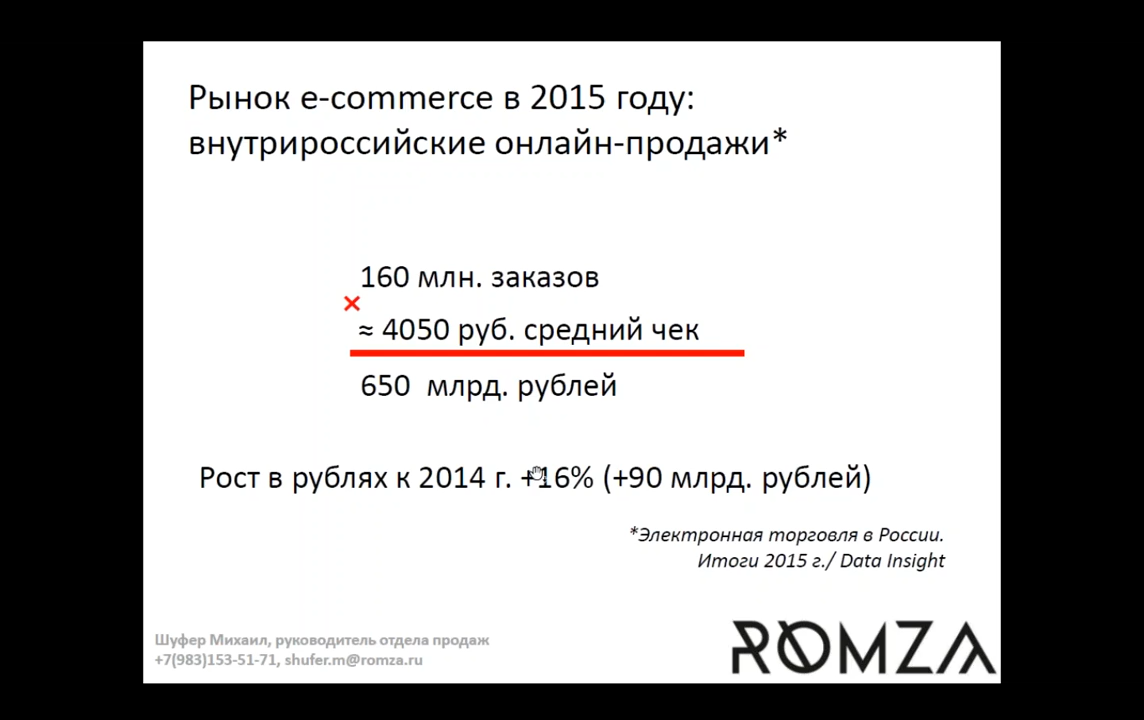 Рынок e-commerce в 2015 году:
внутрироссийские онлайн-продажи*
160 млн. заказов
×
≈ 4050 руб. средний чек
650 млрд. рублей
Рост в рублях к 2014 г. +16% (+90 млрд. рублей)
*Электронная торговля в России.
Итоги 2015 г./ Data Insight
Шуфер Михаил, руководитель отдела продаж
+7(983)153-51-71, shufer.m@romza.ru
ROMZA